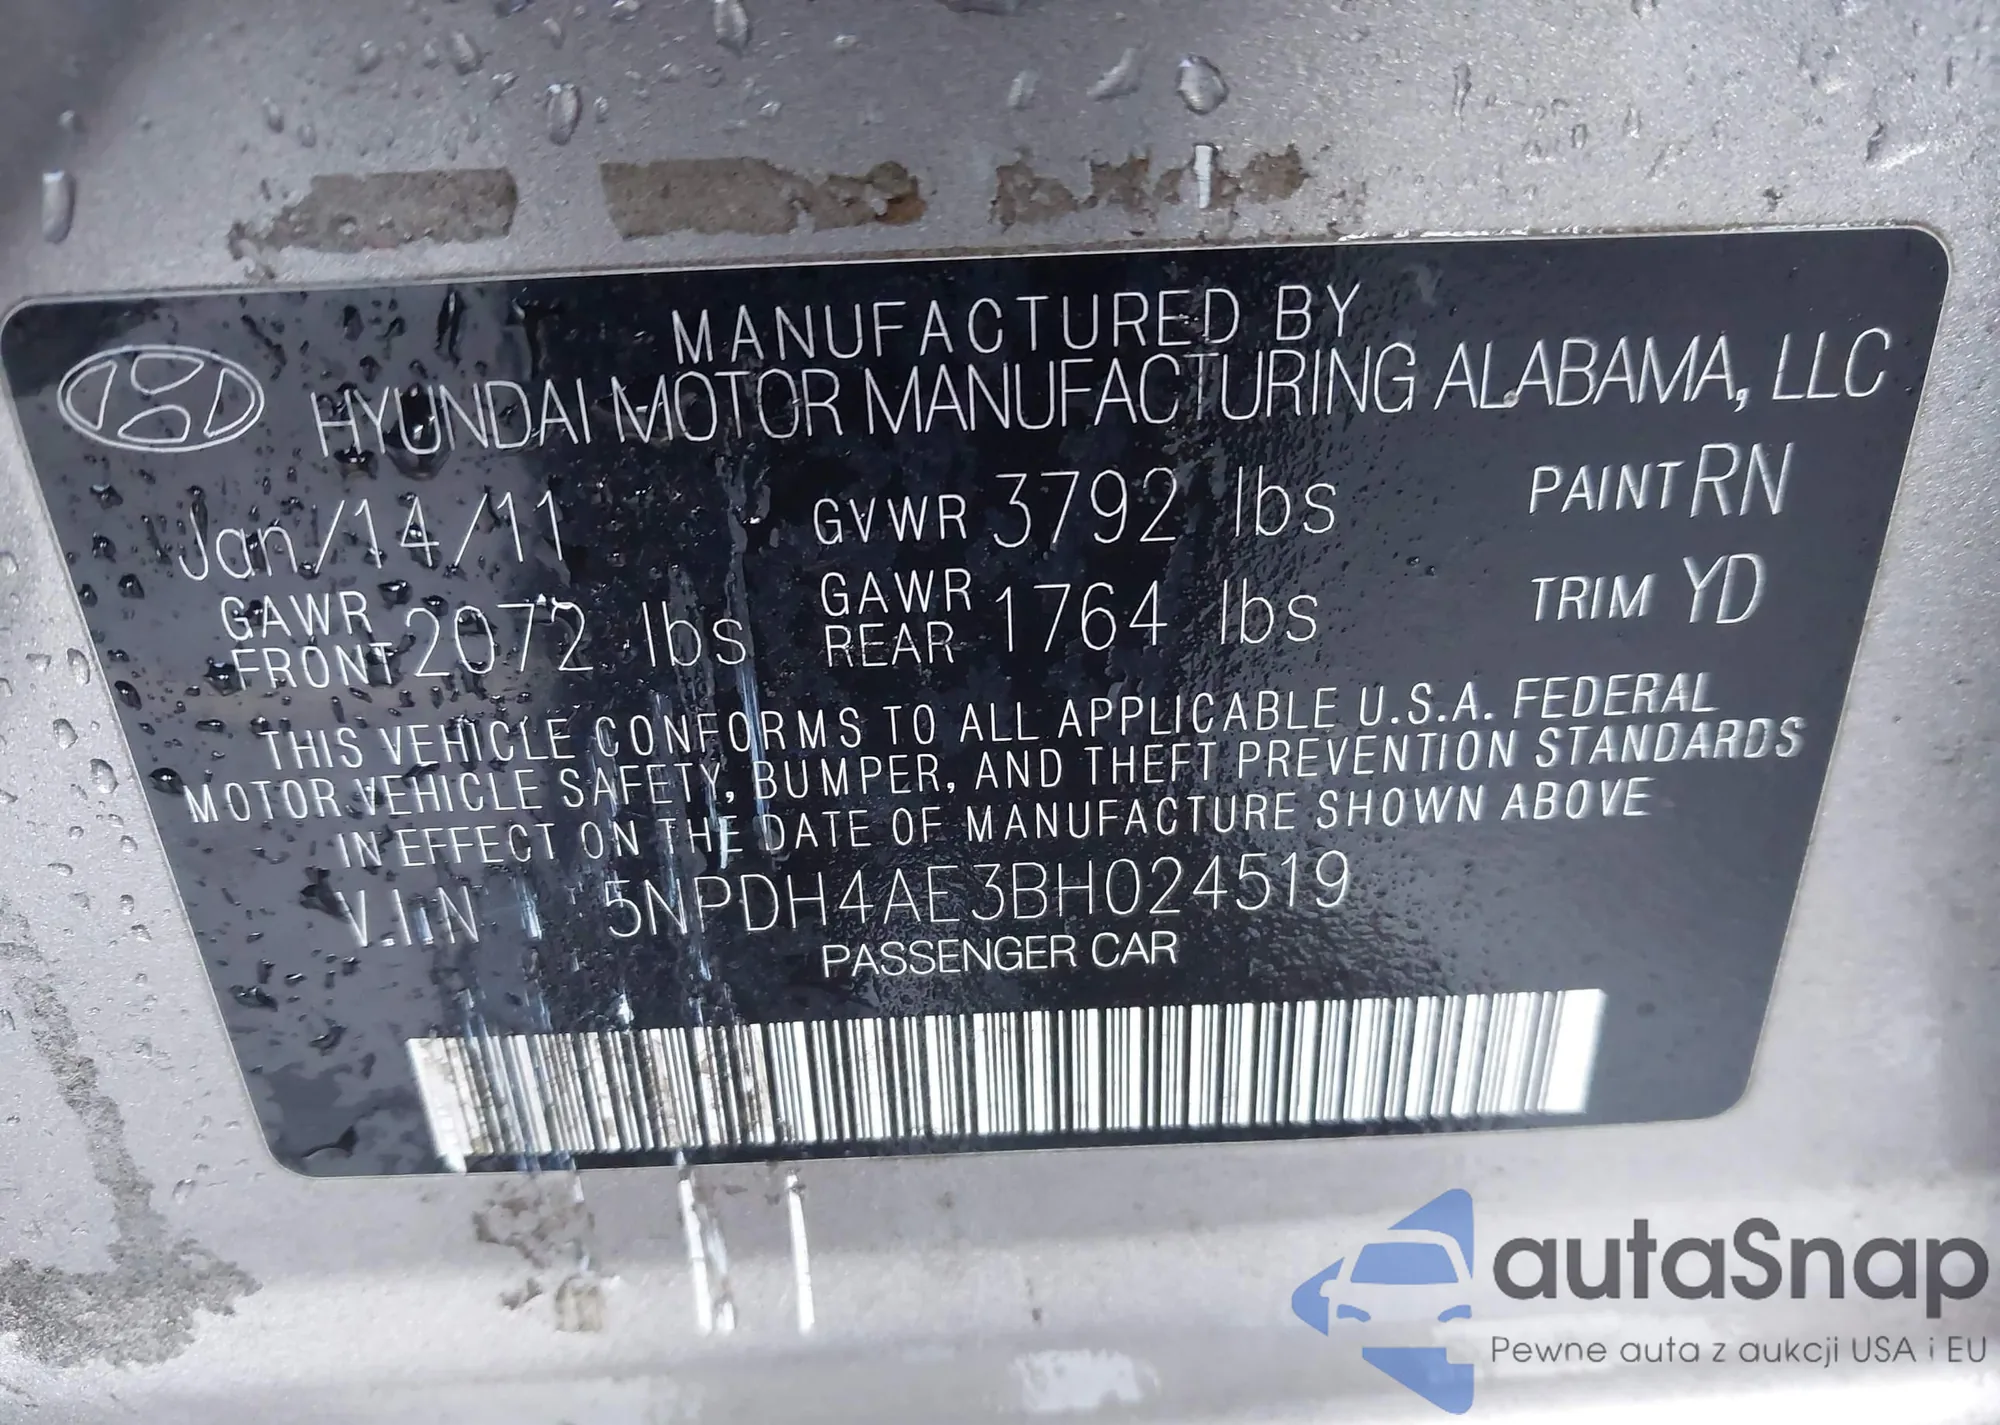 MANUFACTURED BY
HYUNDAI MOTOR MANUFACTURING ALABAMA, LLC
Jan/14/11 GVWR 3792 lbs PAINT RN
GAWR FRONT 2072 lbs GAWR REAR 1764 lbs TRIM YD
THIS VEHICLE CONFORMS TO ALL APPLICABLE U.S.A. FEDERAL
MOTOR VEHICLE SAFETY, BUMPER, AND THEFT PREVENTION STANDARDS
IN EFFECT ON THE DATE OF MANUFACTURE SHOWN ABOVE
V.I.N 5NPDH4AE3BH024519
PASSENGER CAR
autaSnap
Pewne auta z aukcji USA i EU